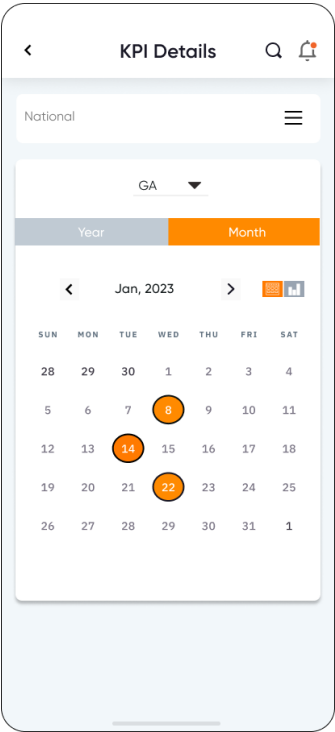 KPI Details
National
GA
Year Month
Jan, 2023
SUN MON TUE WED THU FRI SAT
28 29 30 1 2 3 4
5 6 7 8 9 10 11
12 13 14 15 16 17 18
19 20 21 22 23 24 25
26 27 28 29 30 31 1